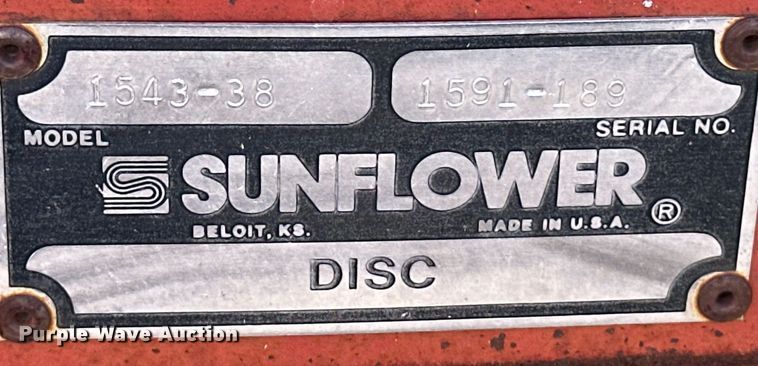 1543-38 1591-189
MODEL SERIAL NO.
SUNFLOWER ®
BELOIT, KS. MADE IN U.S.A.
DISC
Purple Wave Auction